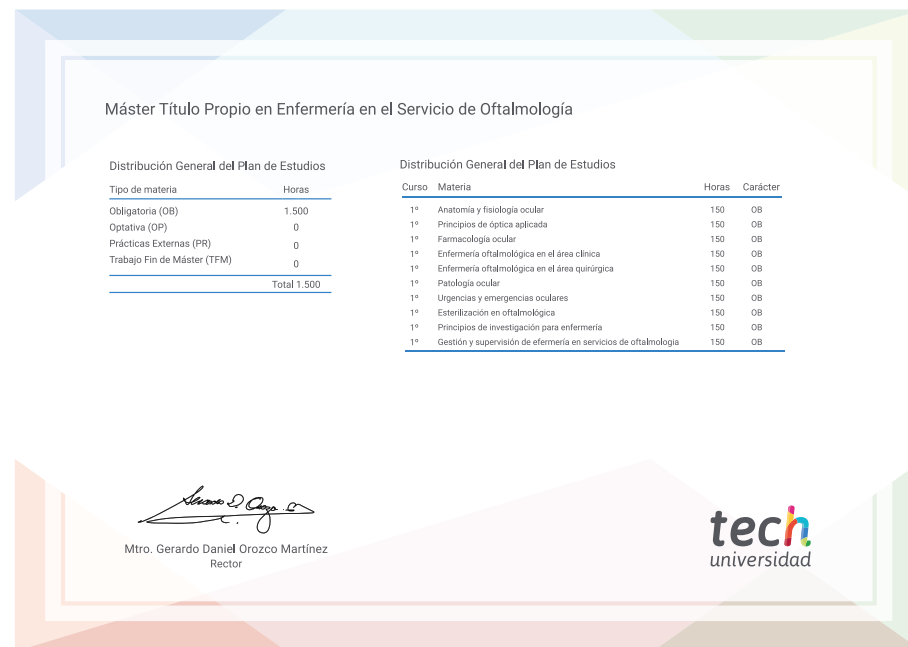 Máster Título Propio en Enfermería en el Servicio de Oftalmología
Distribución General del Plan de Estudios
Tipo de materia Horas
Obligatoria (OB) 1.500
Optativa (OP) 0
Prácticas Externas (PR) 0
Trabajo Fin de Máster (TFM) 0
Total 1.500
Distribución General del Plan de Estudios
Curso Materia Horas Carácter
1º Anatomía y fisiología ocular 150 OB
1º Principios de óptica aplicada 150 OB
1º Farmacología ocular 150 OB
1º Enfermería oftalmológica en el área clínica 150 OB
1º Enfermería oftalmológica en el área quirúrgica 150 OB
1º Patología ocular 150 OB
1º Urgencias y emergencias oculares 150 OB
1º Esterilización en oftalmológica 150 OB
1º Principios de investigación para enfermería 150 OB
1º Gestión y supervisión de efermería en servicios de oftalmologia 150 OB
Mtro. Gerardo Daniel Orozco Martínez
Rector
tech
universidad